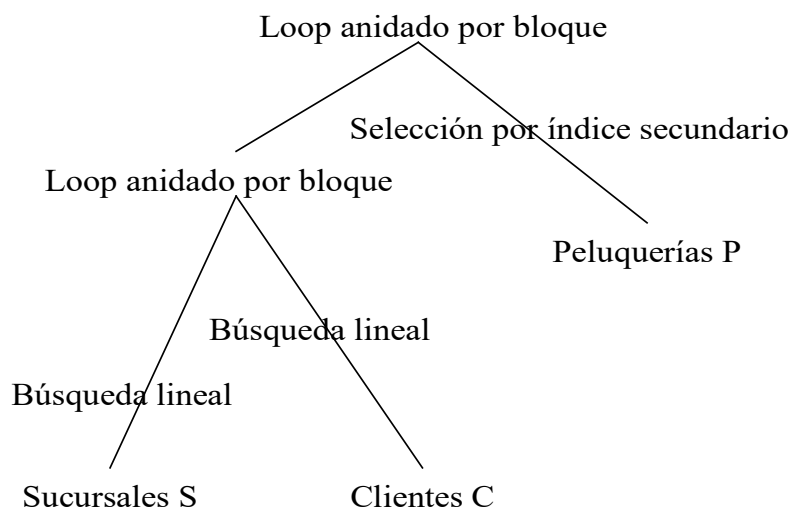 Loop anidado por bloque
Selección por índice secundario
Loop anidado por bloque
Peluquerías P
Búsqueda lineal
Búsqueda lineal
Sucursales S
Clientes C